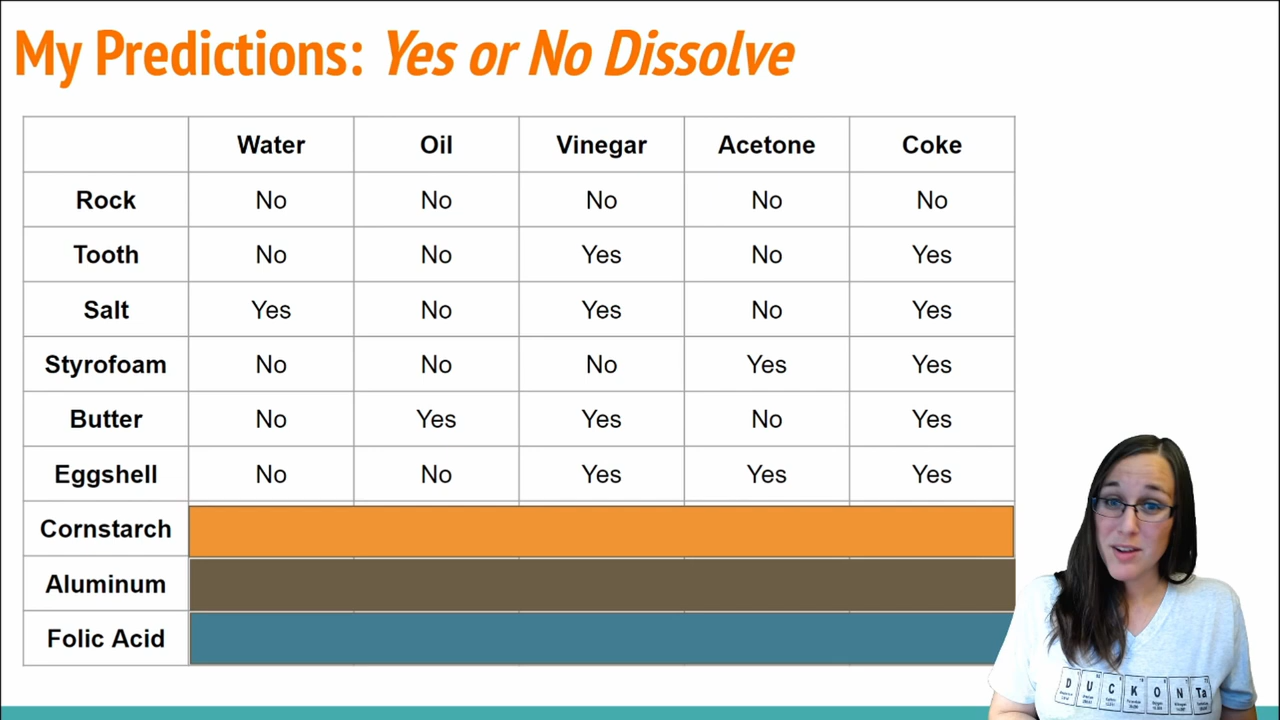 My Predictions: Yes or No Dissolve
Water Oil Vinegar Acetone Coke
Rock No No No No No
Tooth No No Yes No Yes
Salt Yes No Yes No Yes
Styrofoam No No No Yes Yes
Butter No Yes Yes No Yes
Eggshell No No Yes Yes Yes
Cornstarch
Aluminum
Folic Acid
D U C K O N Ta